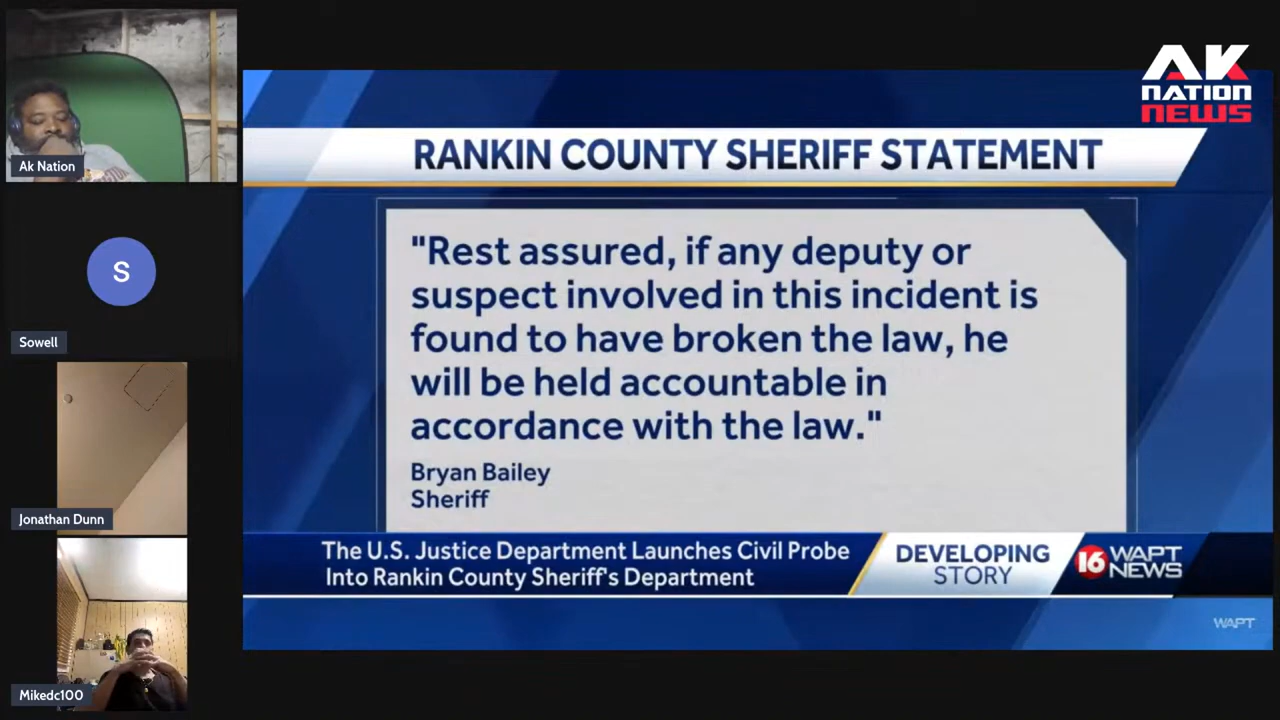 Ak Nation
S
Sowell
Jonathan Dunn
Mikedc100
AK
NATION
NEWS
RANKIN COUNTY SHERIFF STATEMENT
"Rest assured, if any deputy or
suspect involved in this incident is
found to have broken the law, he
will be held accountable in
accordance with the law."
Bryan Bailey
Sheriff
The U.S. Justice Department Launches Civil Probe
Into Rankin County Sheriff's Department
DEVELOPING
STORY
16 WAPT
NEWS
WAPT